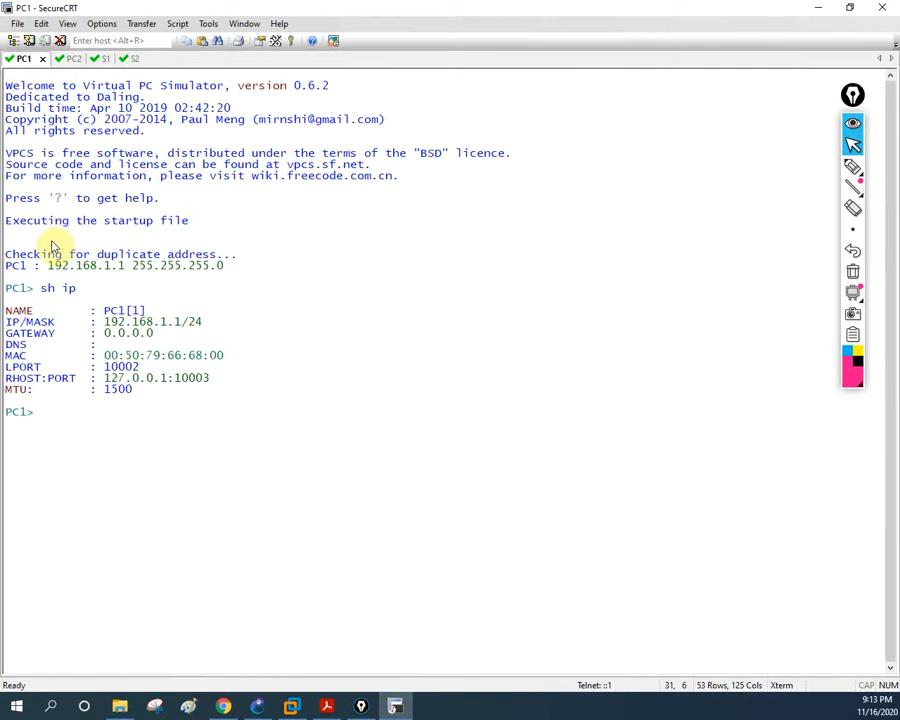 PC1 - SecureCRT
File Edit View Options Transfer Script Tools Window Help
Enter host <Alt+R>
PC1 PC2 S1 S2
Welcome to Virtual PC Simulator, version 0.6.2
Dedicated to Daling.
Build time: Apr 10 2019 02:42:20
Copyright (c) 2007-2014, Paul Meng (mirnshi@gmail.com)
All rights reserved.
VPCS is free software, distributed under the terms of the "BSD" licence.
Source code and license can be found at vpcs.sf.net.
For more information, please visit wiki.freecode.com.cn.
Press '?' to get help.
Executing the startup file
Checking for duplicate address...
PC1 : 192.168.1.1 255.255.255.0
PC1> sh ip
NAME : PC1[1]
IP/MASK : 192.168.1.1/24
GATEWAY : 0.0.0.0
DNS :
MAC : 00:50:79:66:68:00
LPORT : 10002
RHOST:PORT : 127.0.0.1:10003
MTU: : 1500
PC1>
Ready Telnet: ::1 31, 6 53 Rows, 125 Cols Xterm CAP NUM
9:13 PM
11/16/2020